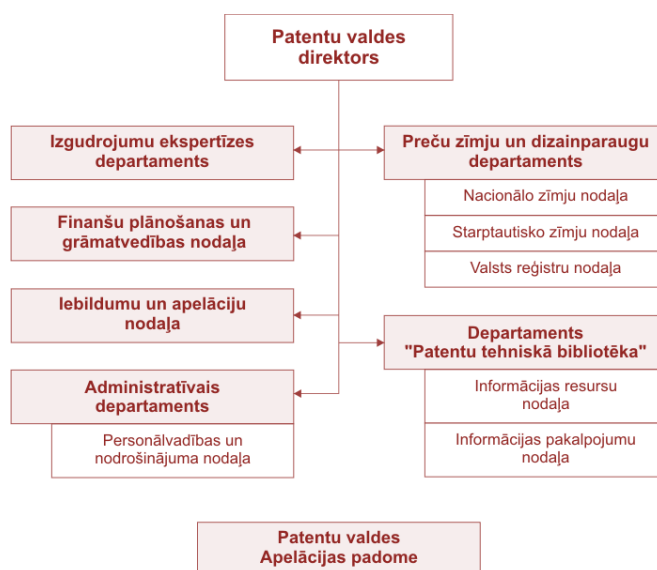 Patentu valdes
direktors
Izgudrojumu ekspertīzes
departaments
Finanšu plānošanas un
grāmatvedības nodaļa
Iebildumu un apelāciju
nodaļa
Administratīvais
departaments
Personālvadības un
nodrošinājuma nodaļa
Preču zīmju un dizainparaugu
departaments
Nacionālo zīmju nodaļa
Starptautisko zīmju nodaļa
Valsts reģistru nodaļa
Departaments
"Patentu tehniskā bibliotēka"
Informācijas resursu
nodaļa
Informācijas pakalpojumu
nodaļa
Patentu valdes
Apelācijas padome